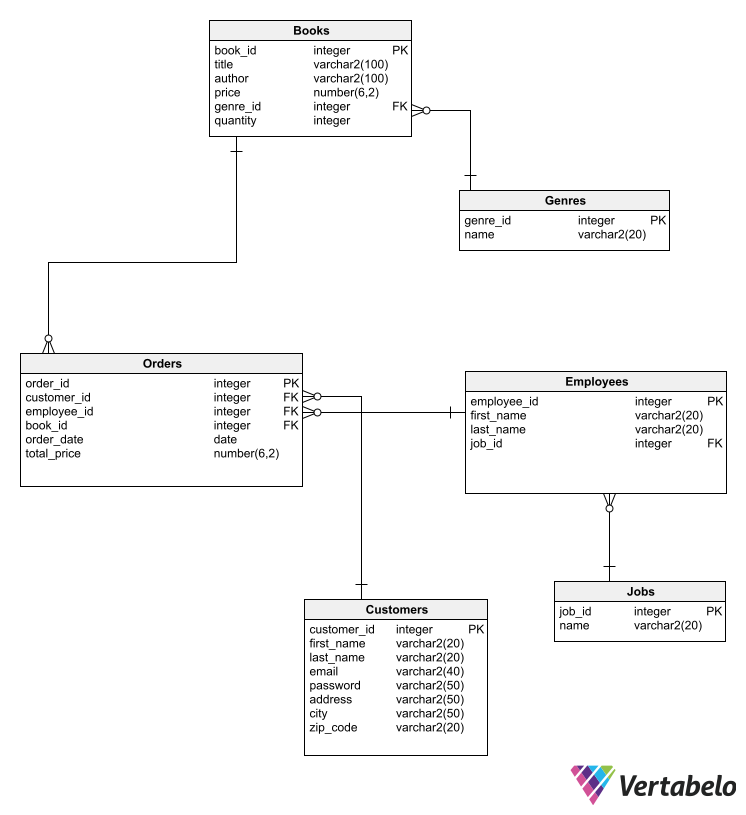 Books
book_id integer PK
title varchar2(100)
author varchar2(100)
price number(6,2)
genre_id integer FK
quantity integer
Genres
genre_id integer PK
name varchar2(20)
Orders
order_id integer PK
customer_id integer FK
employee_id integer FK
book_id integer FK
order_date date
total_price number(6,2)
Employees
employee_id integer PK
first_name varchar2(20)
last_name varchar2(20)
job_id integer FK
Customers
customer_id integer PK
first_name varchar2(20)
last_name varchar2(20)
email varchar2(40)
password varchar2(50)
address varchar2(50)
city varchar2(50)
zip_code varchar2(20)
Jobs
job_id integer PK
name varchar2(20)
Vertabelo